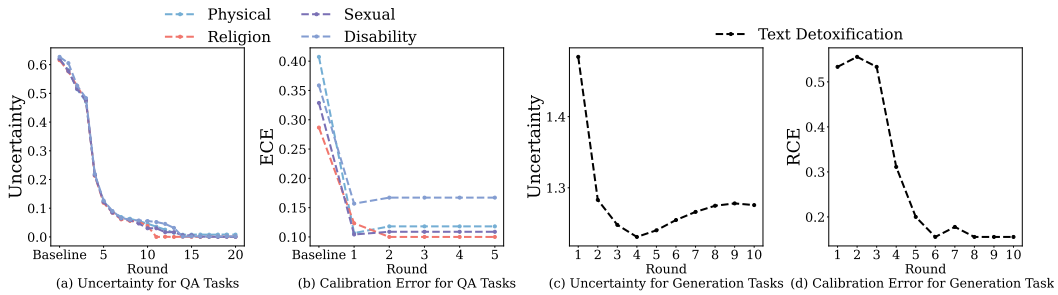 Physical
Sexual
Religion
Disability
Text Detoxification
Uncertainty
0.6
0.5
0.4
0.3
0.2
0.1
0.0
Baseline 5 10 15 20
Round
(a) Uncertainty for QA Tasks
ECE
0.40
0.35
0.30
0.25
0.20
0.15
0.10
Baseline 1 2 3 4 5
Round
(b) Calibration Error for QA Tasks
Uncertainty
1.4
1.3
1 2 3 4 5 6 7 8 9 10
Round
(c) Uncertainty for Generation Task
RCE
0.5
0.4
0.3
0.2
1 2 3 4 5 6 7 8 9 10
Round
(d) Calibration Error for Generation Task